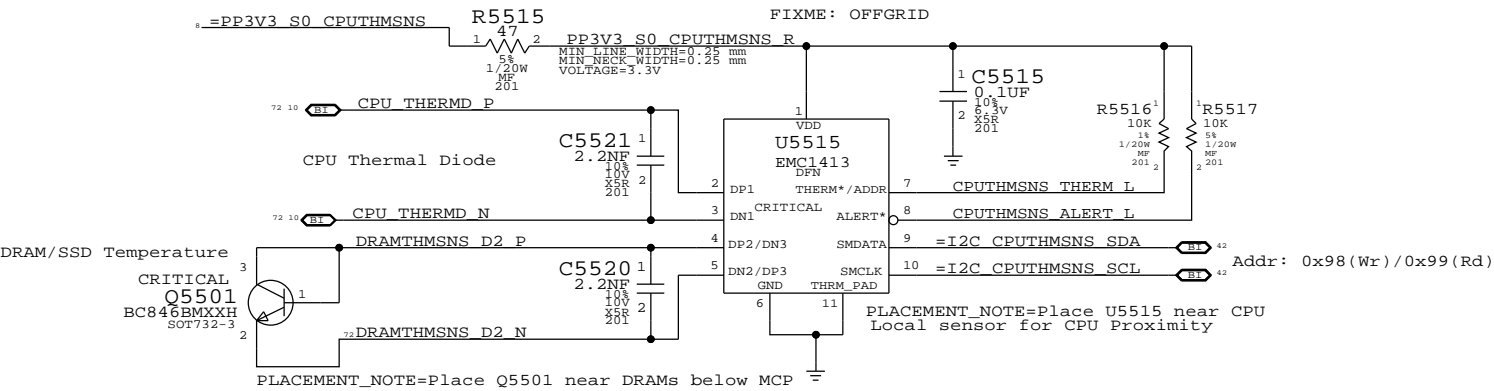 FIXME: OFFGRID
8 =PP3V3_S0_CPUTHMSNS
R5515
47
1 2
5%
1/20W
MF
201
PP3V3_S0_CPUTHMSNS_R
MIN_LINE_WIDTH=0.25 mm
MIN_NECK_WIDTH=0.25 mm
VOLTAGE=3.3V
1
C5515
0.1UF
10%
6.3V
X5R
201
2
R5516
10K
1%
1/20W
MF
201
1
2
R5517
10K
5%
1/20W
MF
201
1
2
72 10 BI CPU_THERMD_P
CPU Thermal Diode
C5521
2.2NF
10%
10V
X5R
201
1
2
72 10 BI CPU_THERMD_N
1
VDD
U5515
EMC1413
DFN
CRITICAL
2 DP1
3 DN1
4 DP2/DN3
5 DN2/DP3
THERM*/ADDR 7 CPUTHMSNS_THERM_L
ALERT* 8 CPUTHMSNS_ALERT_L
SMDATA 9 =I2C_CPUTHMSNS_SDA BI 42
SMCLK 10 =I2C_CPUTHMSNS_SCL BI 42
Addr: 0x98(Wr)/0x99(Rd)
GND
6
THRM_PAD
11
DRAMTHMSNS_D2_P
DRAM/SSD Temperature
CRITICAL
Q5501
BC846BMXXH
SOT732-3
3
1
2
C5520
2.2NF
10%
10V
X5R
201
1
2
72 DRAMTHMSNS_D2_N
PLACEMENT_NOTE=Place U5515 near CPU
Local sensor for CPU Proximity
PLACEMENT_NOTE=Place Q5501 near DRAMs below MCP